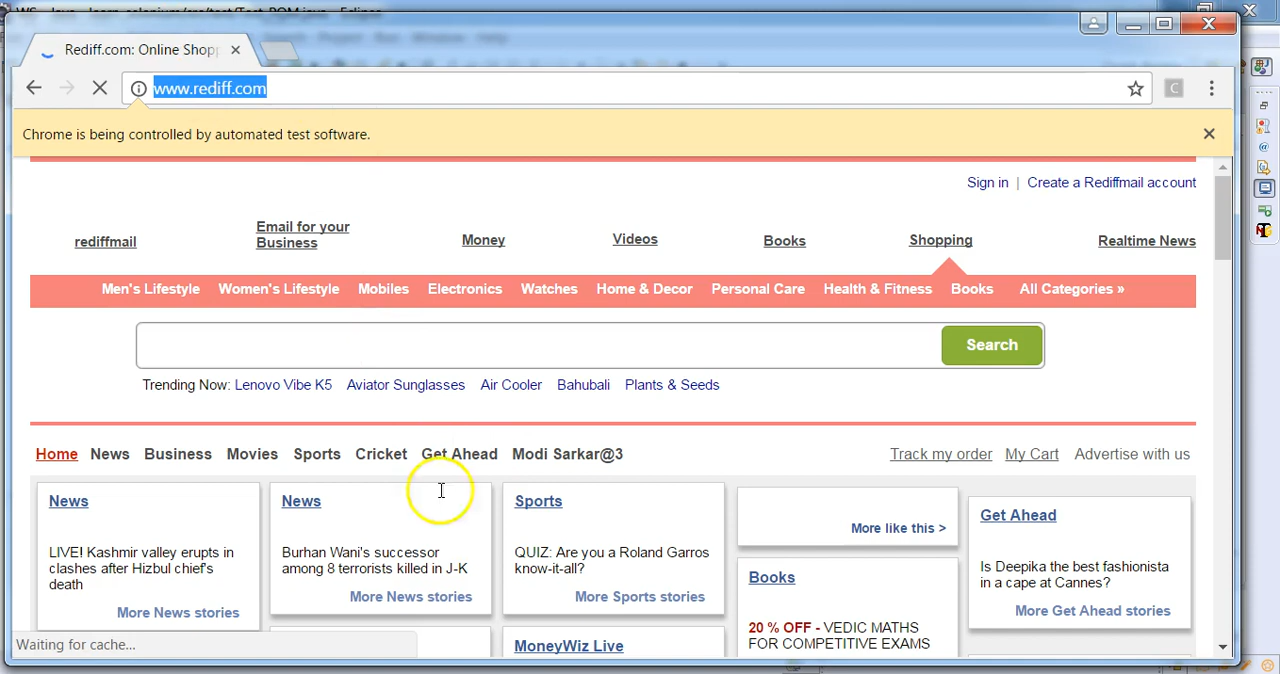 Rediff.com: Online Shopp
www.rediff.com
C
Chrome is being controlled by automated test software.
Sign in | Create a Rediffmail account
rediffmail
Email for your
Business
Money
Videos
Books
Shopping
Realtime News
Men's Lifestyle Women's Lifestyle Mobiles Electronics Watches Home & Decor Personal Care Health & Fitness Books All Categories »
Search
Trending Now: Lenovo Vibe K5 Aviator Sunglasses Air Cooler Bahubali Plants & Seeds
Home News Business Movies Sports Cricket Get Ahead Modi Sarkar@3
Track my order My Cart Advertise with us
News
LIVE! Kashmir valley erupts in
clashes after Hizbul chief's
death
More News stories
News
Burhan Wani's successor
among 8 terrorists killed in J-K
More News stories
Sports
QUIZ: Are you a Roland Garros
know-it-all?
More Sports stories
MoneyWiz Live
More like this >
Books
20 % OFF - VEDIC MATHS
FOR COMPETITIVE EXAMS
Get Ahead
Is Deepika the best fashionista
in a cape at Cannes?
More Get Ahead stories
Waiting for cache...